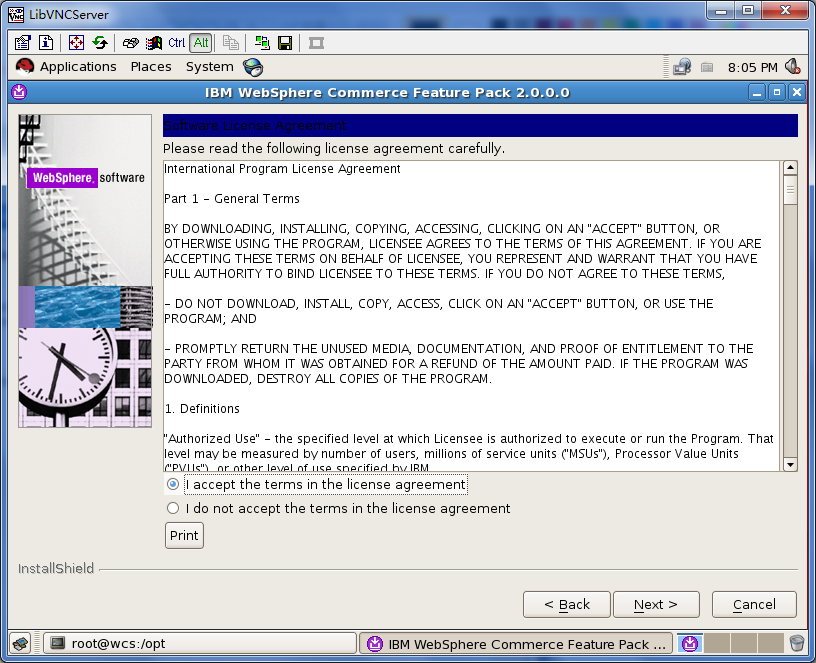 LibVNCServer
Ctrl Alt
Applications Places System 8:05 PM
IBM WebSphere Commerce Feature Pack 2.0.0.0
Software License Agreement
Please read the following license agreement carefully.
WebSphere. software
International Program License Agreement
Part 1 - General Terms
BY DOWNLOADING, INSTALLING, COPYING, ACCESSING, CLICKING ON AN "ACCEPT" BUTTON, OR
OTHERWISE USING THE PROGRAM, LICENSEE AGREES TO THE TERMS OF THIS AGREEMENT. IF YOU ARE
ACCEPTING THESE TERMS ON BEHALF OF LICENSEE, YOU REPRESENT AND WARRANT THAT YOU HAVE
FULL AUTHORITY TO BIND LICENSEE TO THESE TERMS. IF YOU DO NOT AGREE TO THESE TERMS,
- DO NOT DOWNLOAD, INSTALL, COPY, ACCESS, CLICK ON AN "ACCEPT" BUTTON, OR USE THE
PROGRAM; AND
- PROMPTLY RETURN THE UNUSED MEDIA, DOCUMENTATION, AND PROOF OF ENTITLEMENT TO THE
PARTY FROM WHOM IT WAS OBTAINED FOR A REFUND OF THE AMOUNT PAID. IF THE PROGRAM WAS
DOWNLOADED, DESTROY ALL COPIES OF THE PROGRAM.
1. Definitions
"Authorized Use" - the specified level at which Licensee is authorized to execute or run the Program. That
level may be measured by number of users, millions of service units ("MSUs"), Processor Value Units
("PVUs"), or other level of use specified by IBM.
I accept the terms in the license agreement
I do not accept the terms in the license agreement
Print
InstallShield
< Back Next > Cancel
root@wcs:/opt IBM WebSphere Commerce Feature Pack ...